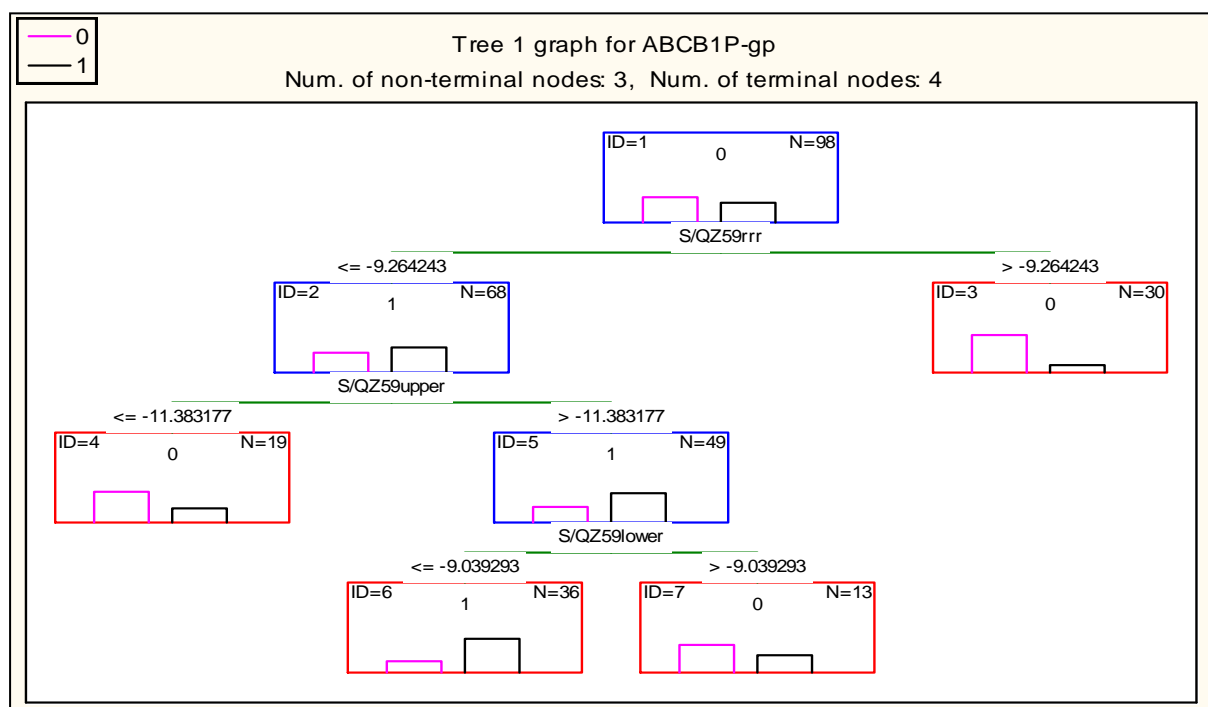 0
1
Tree 1 graph for ABCB1P-gp
Num. of non-terminal nodes: 3, Num. of terminal nodes: 4
ID=1 N=98
0
S/QZ59rrr
<= -9.264243 > -9.264243
ID=2 N=68 ID=3 N=30
1 0
S/QZ59upper
<= -11.383177 > -11.383177
ID=4 N=19 ID=5 N=49
0 1
S/QZ59lower
<= -9.039293 > -9.039293
ID=6 N=36 ID=7 N=13
1 0